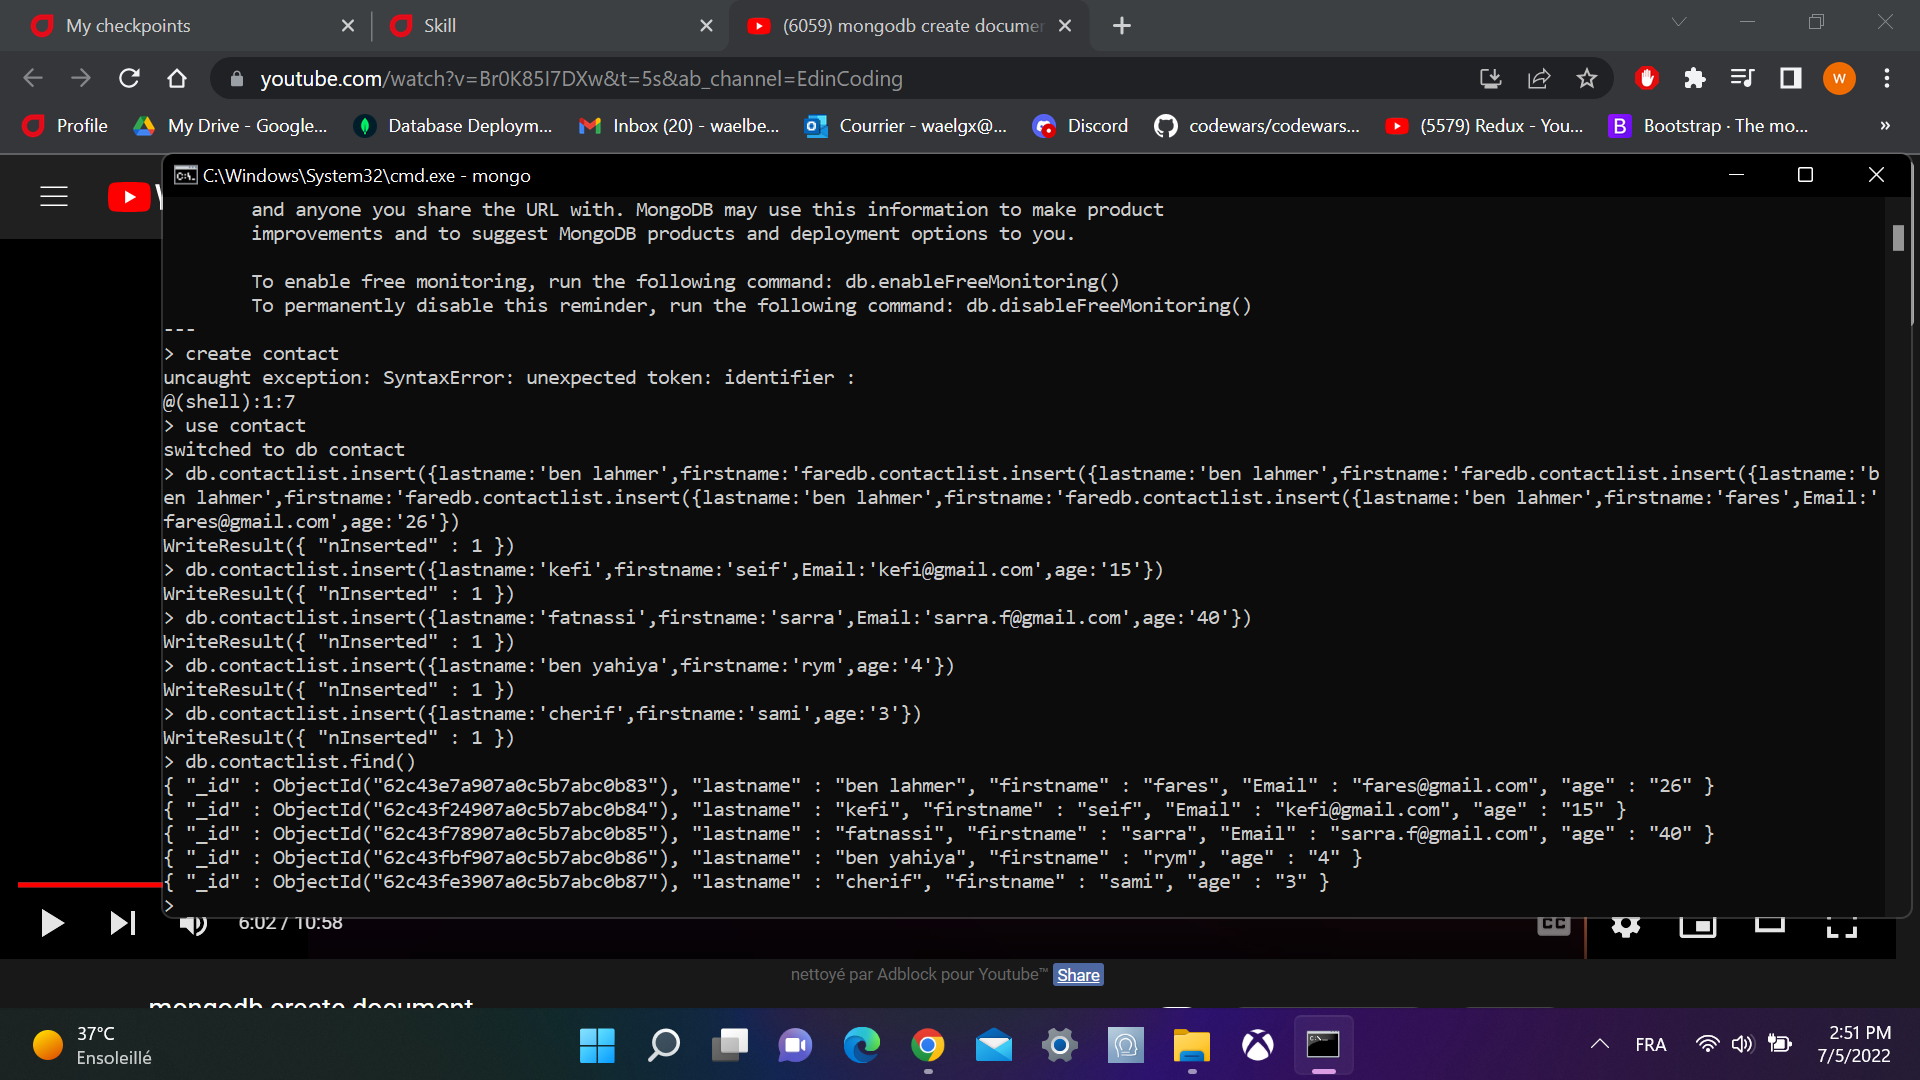 My checkpoints
Skill
(6059) mongodb create documen
youtube.com/watch?v=Br0K85I7DXw&t=5s&ab_channel=EdinCoding
W
Profile
My Drive - Google...
Database Deploym...
Inbox (20) - waelbe...
Courrier - waelgx@...
Discord
codewars/codewars...
(5579) Redux - You...
B
Bootstrap · The mo...
»
C:\Windows\System32\cmd.exe - mongo
and anyone you share the URL with. MongoDB may use this information to make product
improvements and to suggest MongoDB products and deployment options to you.
To enable free monitoring, run the following command: db.enableFreeMonitoring()
To permanently disable this reminder, run the following command: db.disableFreeMonitoring()
---
> create contact
uncaught exception: SyntaxError: unexpected token: identifier :
@(shell):1:7
> use contact
switched to db contact
> db.contactlist.insert({lastname:'ben lahmer',firstname:'faredb.contactlist.insert({lastname:'ben lahmer',firstname:'faredb.contactlist.insert({lastname:'b
en lahmer',firstname:'faredb.contactlist.insert({lastname:'ben lahmer',firstname:'faredb.contactlist.insert({lastname:'ben lahmer',firstname:'fares',Email:'
fares@gmail.com',age:'26'})
WriteResult({ "nInserted" : 1 })
> db.contactlist.insert({lastname:'kefi',firstname:'seif',Email:'kefi@gmail.com',age:'15'})
WriteResult({ "nInserted" : 1 })
> db.contactlist.insert({lastname:'fatnassi',firstname:'sarra',Email:'sarra.f@gmail.com',age:'40'})
WriteResult({ "nInserted" : 1 })
> db.contactlist.insert({lastname:'ben yahiya',firstname:'rym',age:'4'})
WriteResult({ "nInserted" : 1 })
> db.contactlist.insert({lastname:'cherif',firstname:'sami',age:'3'})
WriteResult({ "nInserted" : 1 })
> db.contactlist.find()
{ "_id" : ObjectId("62c43e7a907a0c5b7abc0b83"), "lastname" : "ben lahmer", "firstname" : "fares", "Email" : "fares@gmail.com", "age" : "26" }
{ "_id" : ObjectId("62c43f24907a0c5b7abc0b84"), "lastname" : "kefi", "firstname" : "seif", "Email" : "kefi@gmail.com", "age" : "15" }
{ "_id" : ObjectId("62c43f78907a0c5b7abc0b85"), "lastname" : "fatnassi", "firstname" : "sarra", "Email" : "sarra.f@gmail.com", "age" : "40" }
{ "_id" : ObjectId("62c43fbf907a0c5b7abc0b86"), "lastname" : "ben yahiya", "firstname" : "rym", "age" : "4" }
{ "_id" : ObjectId("62c43fe3907a0c5b7abc0b87"), "lastname" : "cherif", "firstname" : "sami", "age" : "3" }
>
6:02 / 10:58
CC
nettoyé par Adblock pour Youtube™ Share
mongodb create document
37°C
Ensoleillé
FRA
2:51 PM
7/5/2022